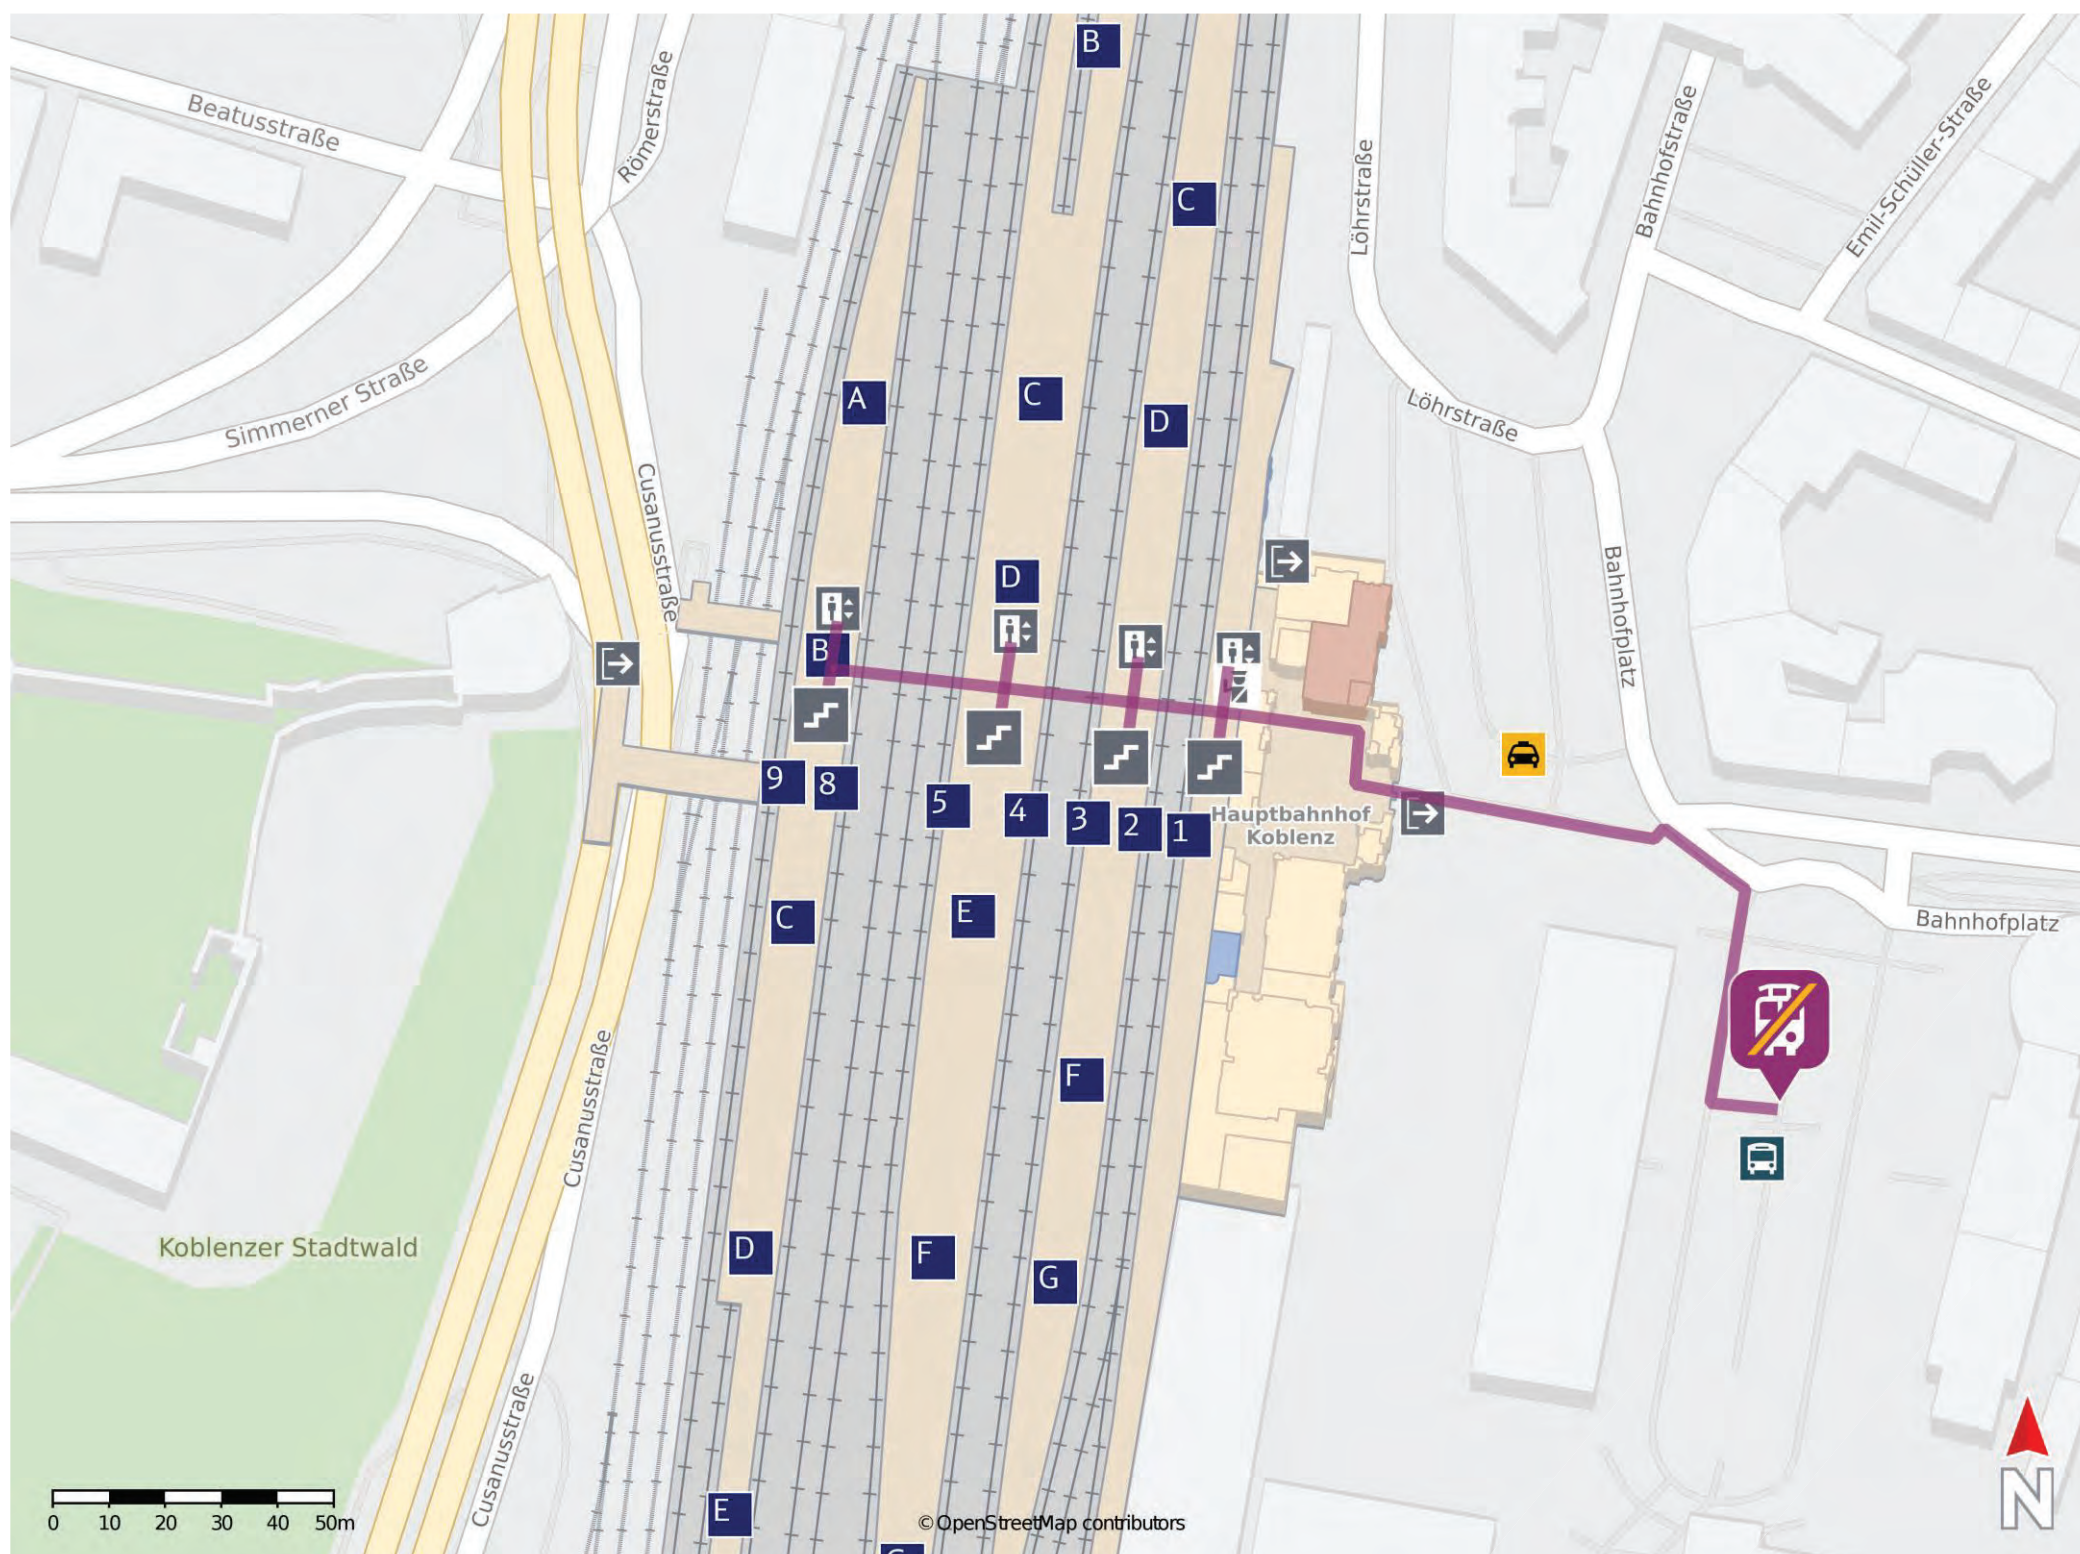 B
Beatusstraße
Römerstraße
Löhrstraße
Bahnhofstraße
Emil-Schüller-Straße
C
Simmerner Straße
A
C
D
Löhrstraße
Cusanusstraße
D
Bahnhofplatz
B
9
8
5
4
3
2
1
Hauptbahnhof
Koblenz
C
E
Bahnhofplatz
Cusanusstraße
F
Koblenzer Stadtwald
D
F
G
Cusanusstraße
E
0 10 20 30 40 50m
© OpenStreetMap contributors
N